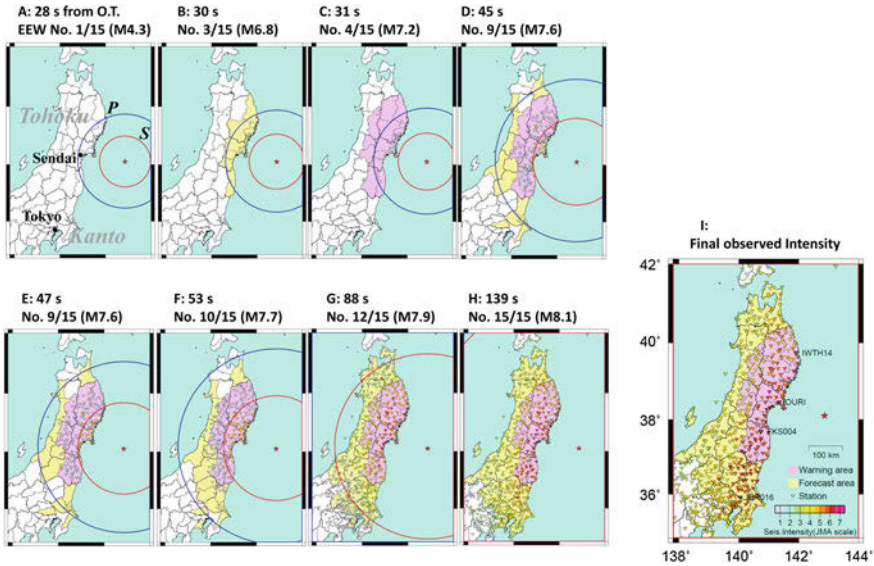 A: 28 s from O.T.
EEW No. 1/15 (M4.3)
B: 30 s
No. 3/15 (M6.8)
C: 31 s
No. 4/15 (M7.2)
D: 45 s
No. 9/15 (M7.6)
Tohoku
P
S
Sendai
Tokyo
Kanto
E: 47 s
No. 9/15 (M7.6)
F: 53 s
No. 10/15 (M7.7)
G: 88 s
No. 12/15 (M7.9)
H: 139 s
No. 15/15 (M8.1)
I:
Final observed Intensity
42˚
40˚
38˚
36˚
IWTH14
FKS004
100 km
Warning area
Forecast area
Station
1 2 3 4 5 6 7
Seis.Intensity(JMA scale)
138˚ 140˚ 142˚ 144˚